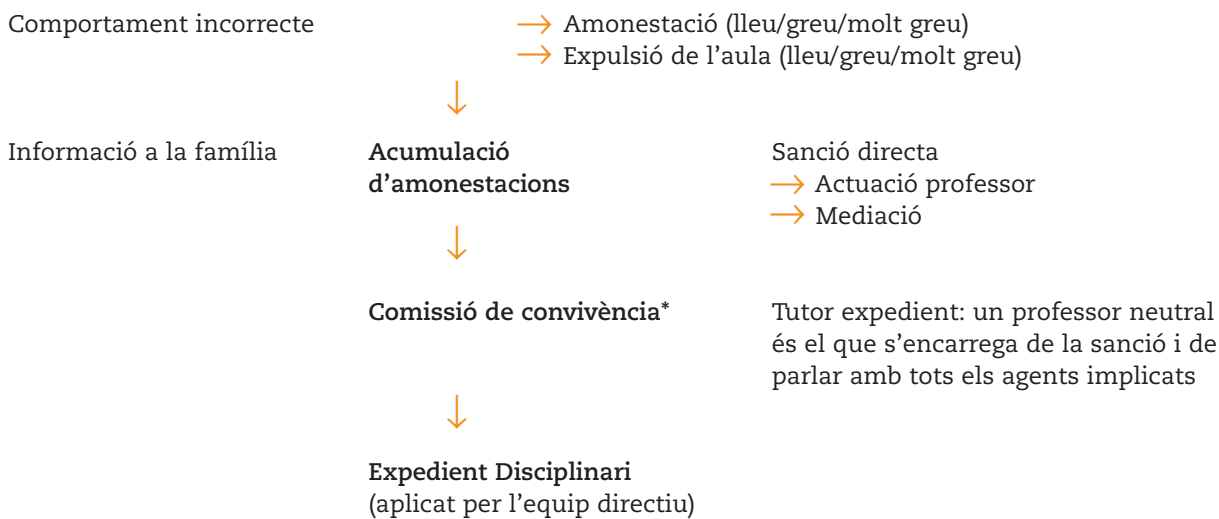 Comportament incorrecte
→ Amonestació (lleu/greu/molt greu)
→ Expulsió de l'aula (lleu/greu/molt greu)
↓
Informació a la família
Acumulació
d'amonestacions
Sanció directa
→ Actuació professor
→ Mediació
↓
Comissió de convivència*
Tutor expedient: un professor neutral
és el que s'encarrega de la sanció i de
parlar amb tots els agents implicats
↓
Expedient Disciplinari
(aplicat per l'equip directiu)